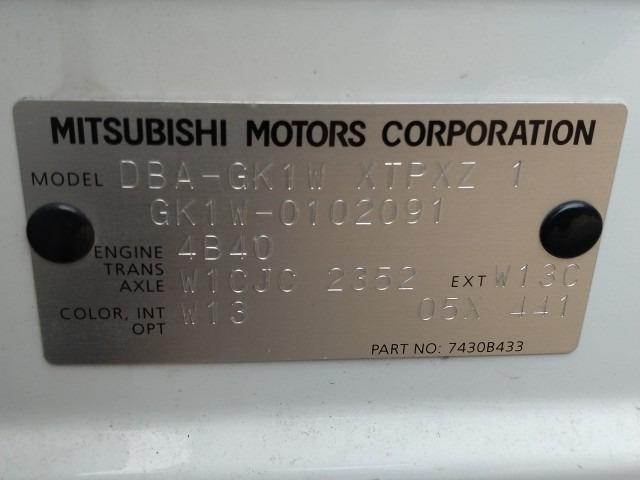 MITSUBISHI MOTORS CORPORATION
MODEL DBA-GK1W XTPXZ 1
GK1W-0102091
ENGINE 4B40
TRANS AXLE W1CJC 2352 EXT W13C
COLOR, INT OPT W13 05X 441
PART NO: 7430B433